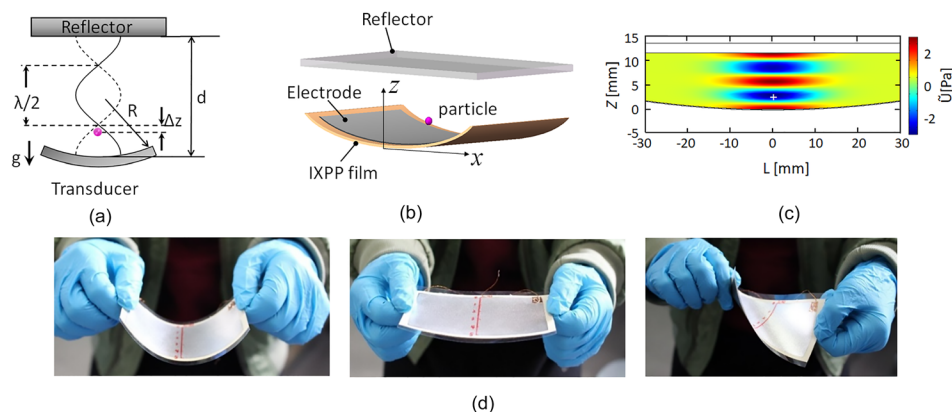 Reflector
λ/2
R
d
Δz
g
Transducer
(a)
Reflector
Electrode
z
particle
x
IXPP film
(b)
15
10
5
0
-5
Z [mm]
-30
-20
-10
0
10
20
30
L [mm]
2
0
-2
Ũ[Pa]
(c)
(d)